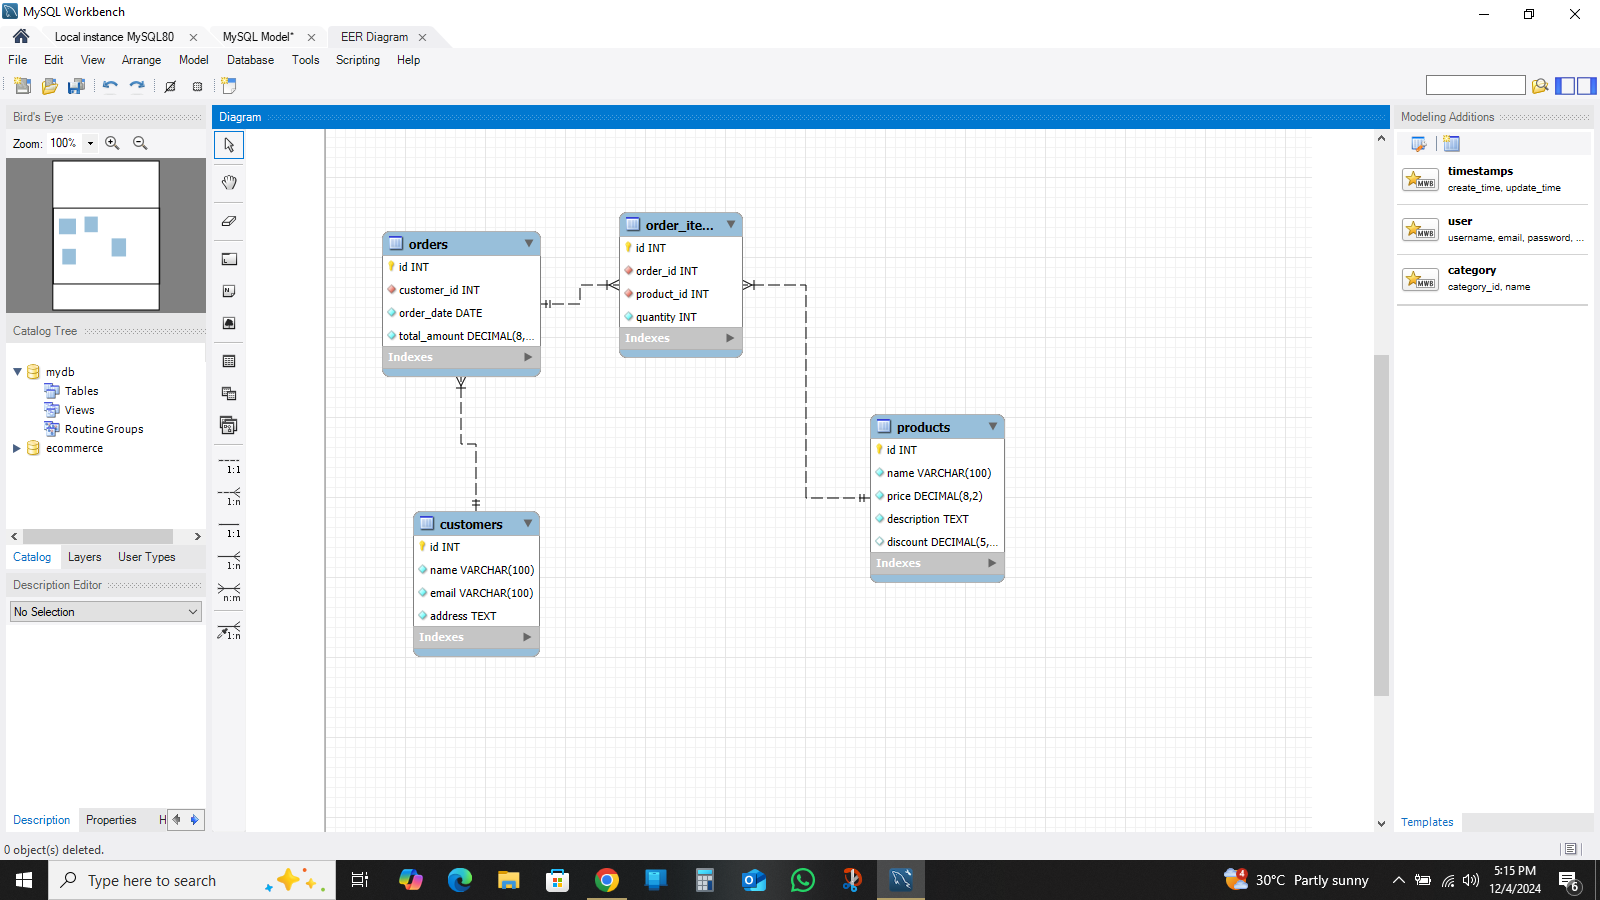 MySQL Workbench
Local instance MySQL80
MySQL Model*
EER Diagram
File Edit View Arrange Model Database Tools Scripting Help
Bird's Eye
Zoom: 100%
Catalog Tree
mydb
Tables
Views
Routine Groups
ecommerce
Catalog Layers User Types
Description Editor
No Selection
Description Properties H
Diagram
1:1
1:n
1:1
1:n
n:m
1:n
orders
id INT
customer_id INT
order_date DATE
total_amount DECIMAL(8,...
Indexes
order_ite...
id INT
order_id INT
product_id INT
quantity INT
Indexes
customers
id INT
name VARCHAR(100)
email VARCHAR(100)
address TEXT
Indexes
products
id INT
name VARCHAR(100)
price DECIMAL(8,2)
description TEXT
discount DECIMAL(5,...
Indexes
Modeling Additions
MWB
timestamps
create_time, update_time
MWB
user
username, email, password, ...
MWB
category
category_id, name
Templates
0 object(s) deleted.
Type here to search
4
30°C Partly sunny
5:15 PM
12/4/2024
6